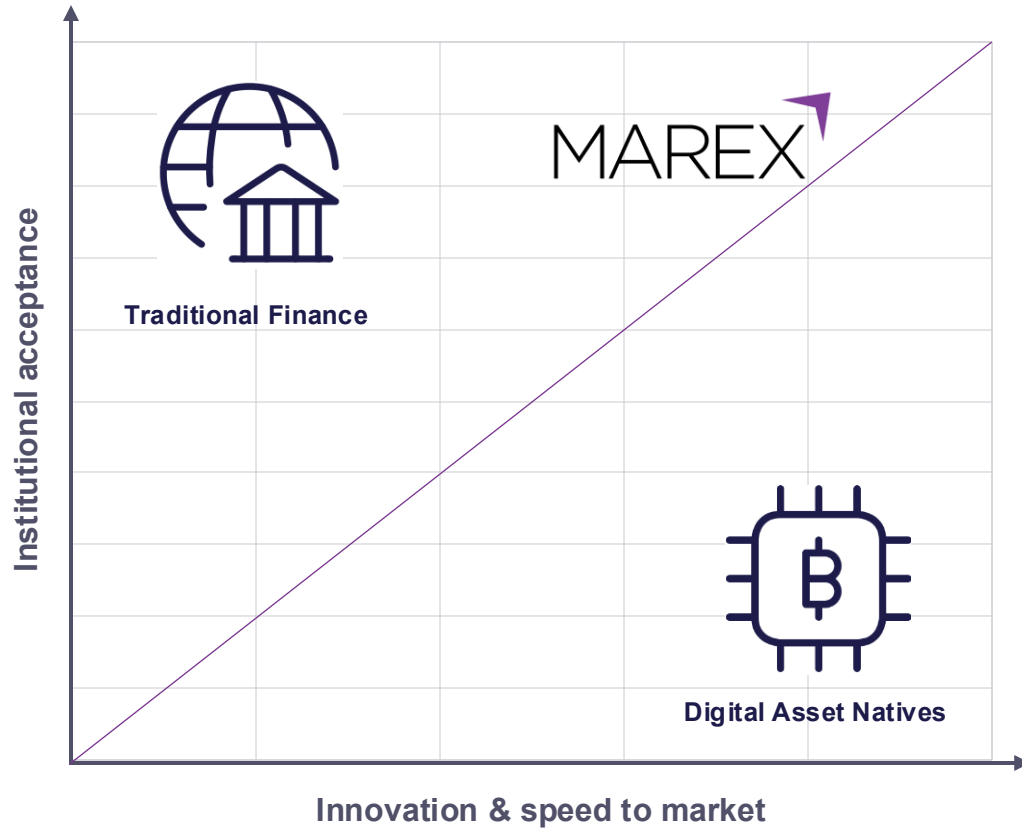 MAREX
Traditional Finance
Institutional acceptance
Digital Asset Natives
Innovation & speed to market